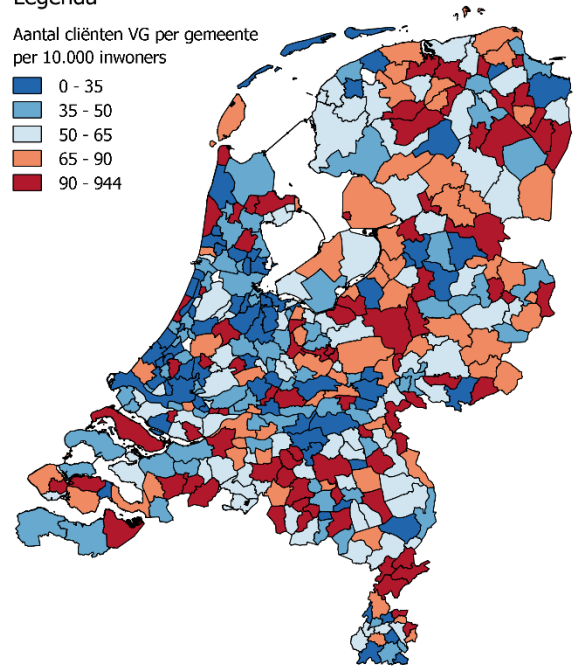 Legenda
Aantal cliënten VG per gemeente
per 10.000 inwoners
0 - 35
35 - 50
50 - 65
65 - 90
90 - 944